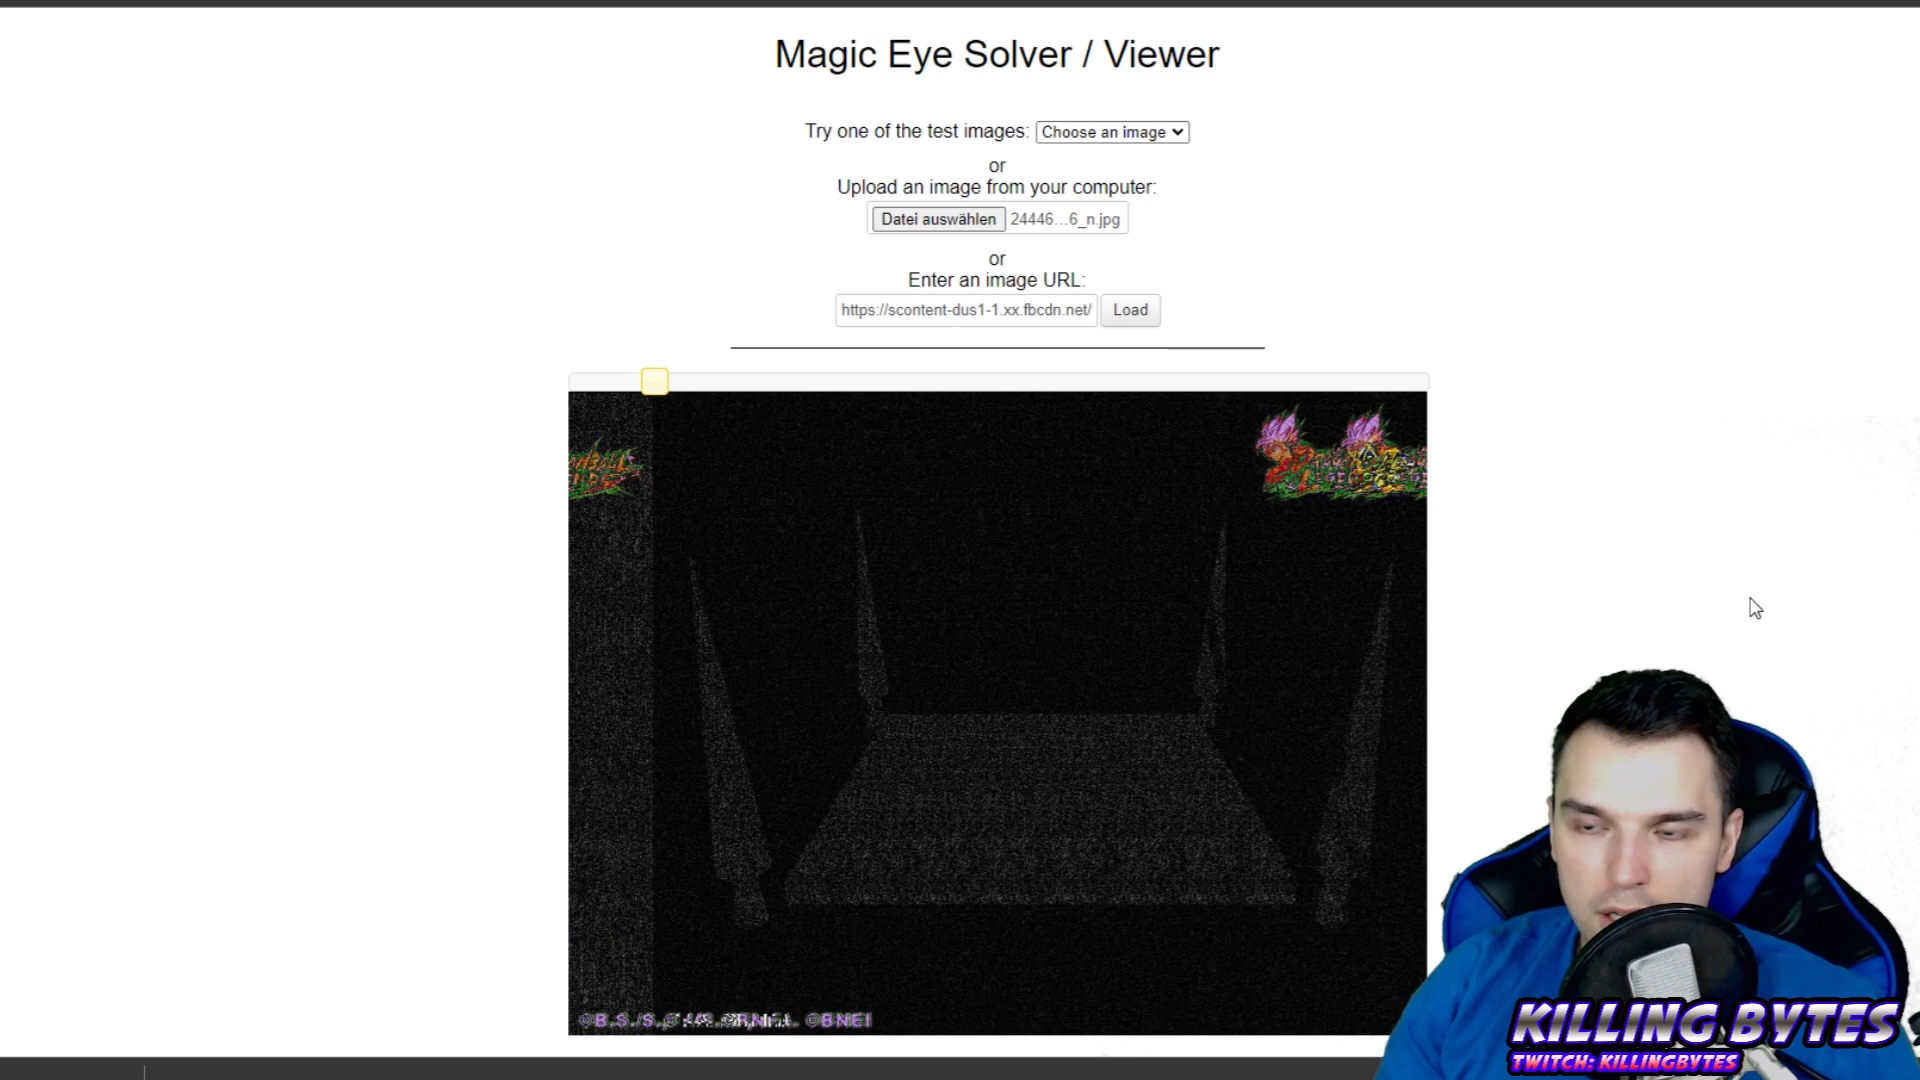 Magic Eye Solver / Viewer
Try one of the test images: Choose an image
or
Upload an image from your computer:
Datei auswählen 24446...6_n.jpg
or
Enter an image URL:
https://scontent-dus1-1.xx.fbcdn.net/ Load
©BNEI
KILLING BYTES
TWITCH: KILLINGBYTES